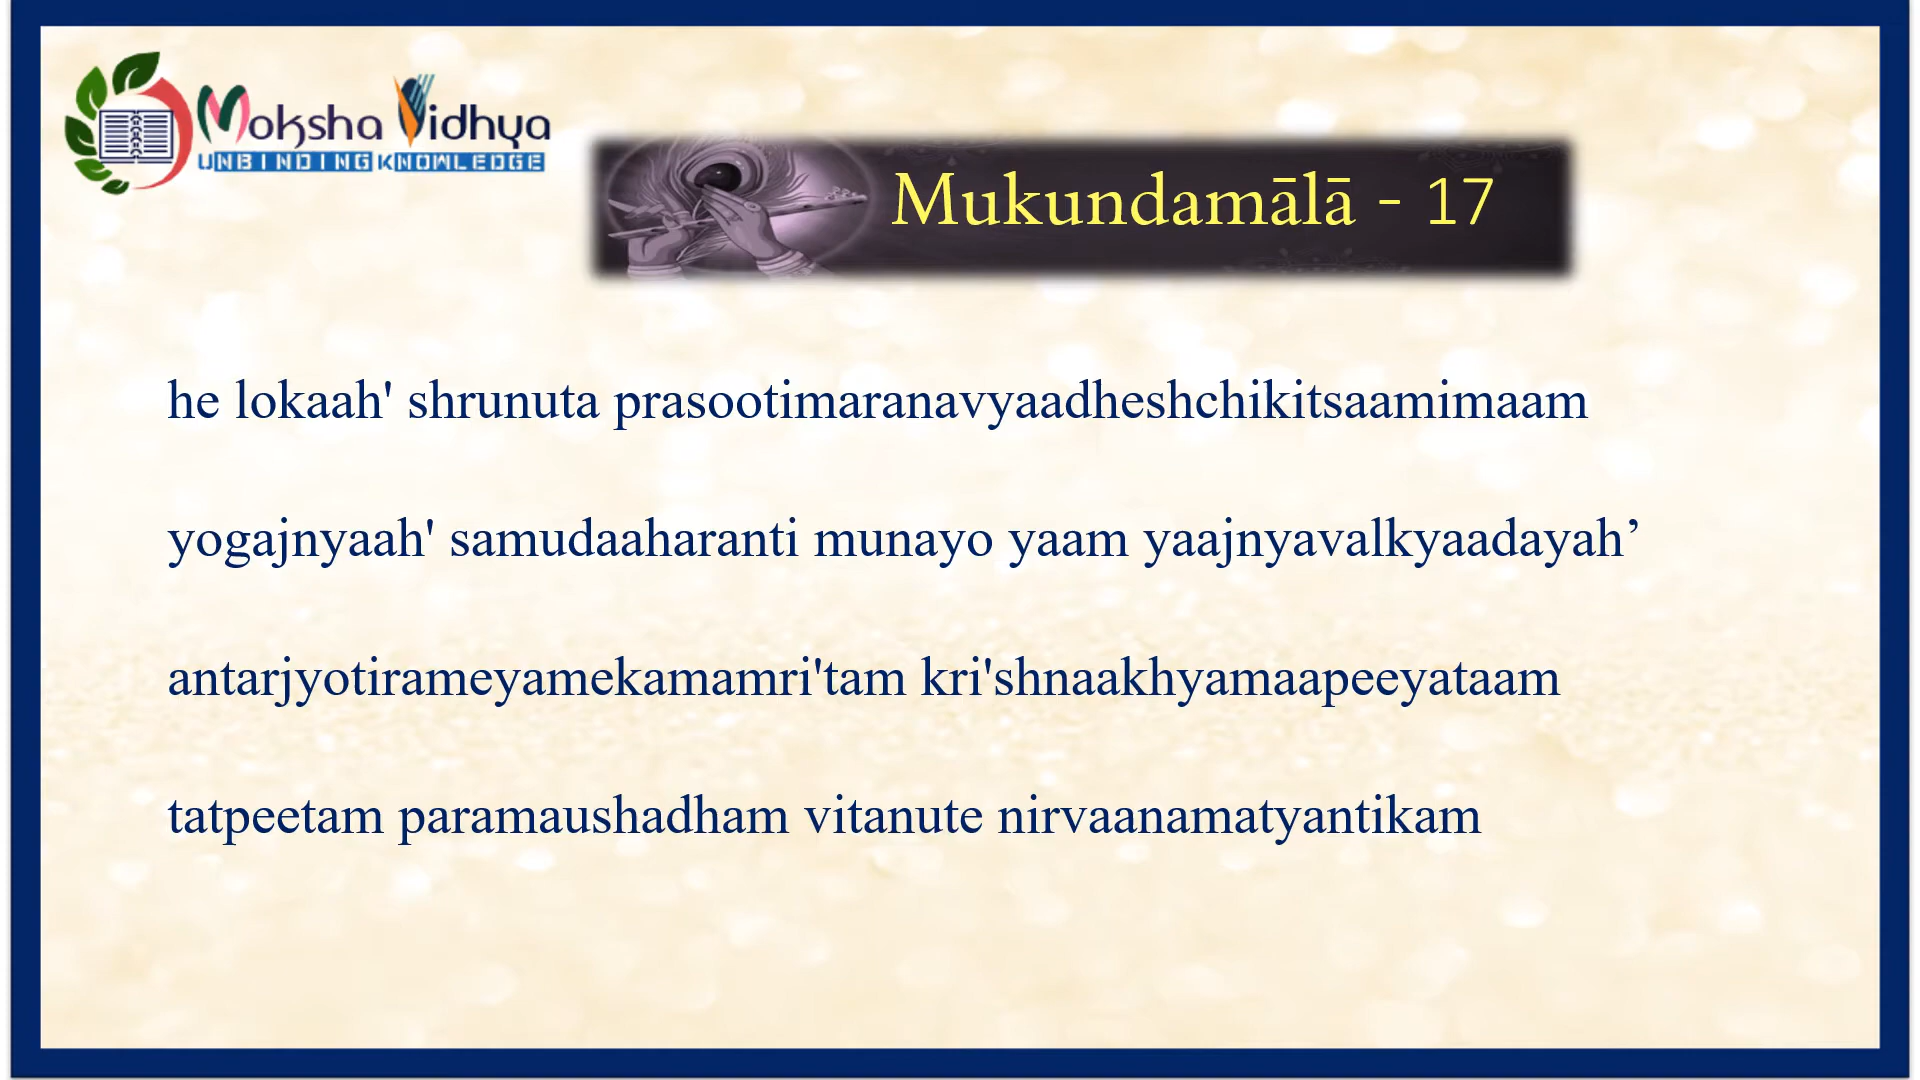 Moksha Vidhya
UNBINDING KNOWLEDGE
Mukundamālā - 17
he lokaah' shrunuta prasootimaranavyaadheshchikitsaamimaam
yogajnyaah' samudaaharanti munayo yaam yaajnyavalkyaadayah’
antarjyotirameyamekamamri'tam kri'shnaakhyamaapeeyataam
tatpeetam paramaushadham vitanute nirvaanamatyantikam